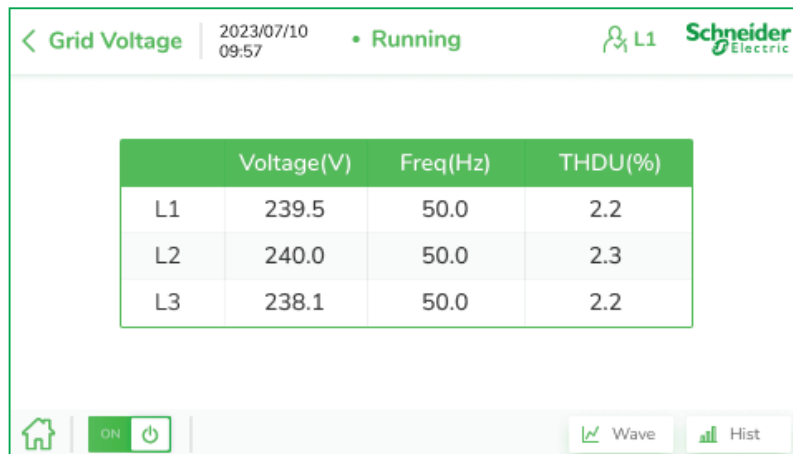 Grid Voltage 2023/07/10 • Running L1 Schneider
09:57 Electric
Voltage(V) Freq(Hz) THDU(%)
L1 239.5 50.0 2.2
L2 240.0 50.0 2.3
L3 238.1 50.0 2.2
ON Wave Hist